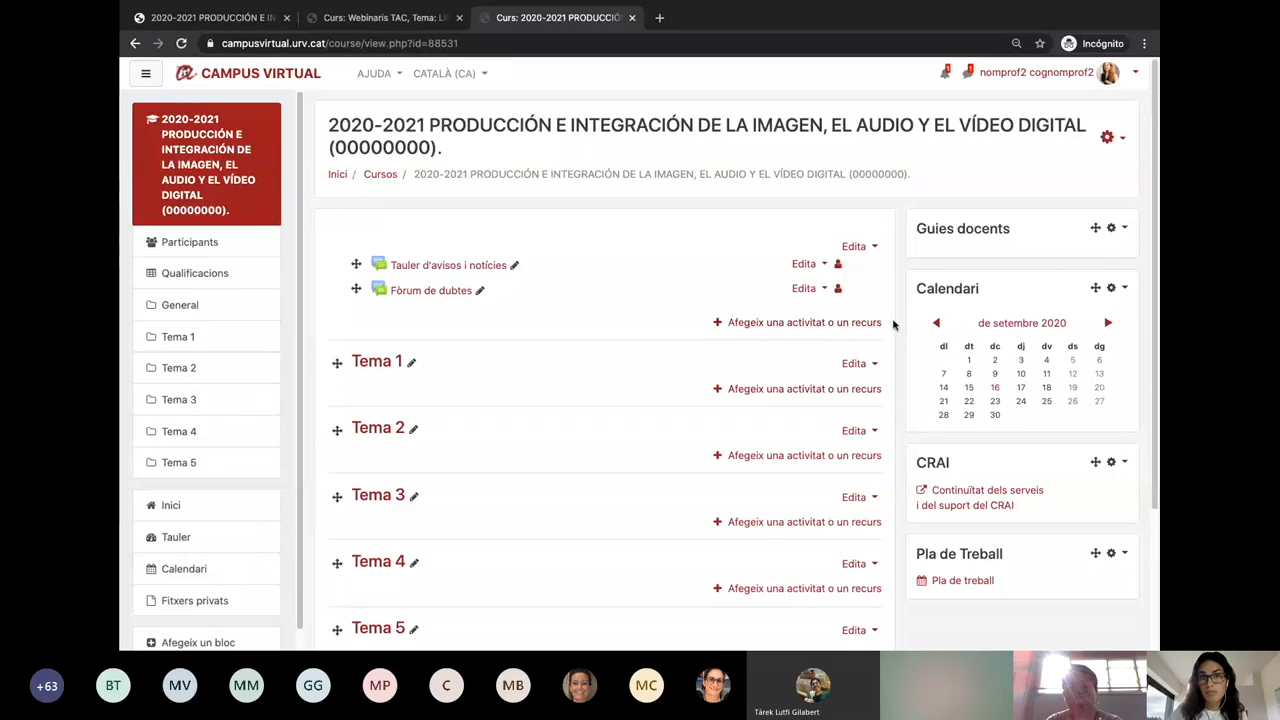 2020-2021 PRODUCCIÓ E IN
Curs: Webinaris TAC, Tema: Ll
Curs: 2020-2021 PRODUCCIÓ
campusvirtual.urv.cat/course/view.php?id=88531
Incógnito
CAMPUS VIRTUAL
AJUDA
CATALÀ (CA)
nomprof2 cognomprof2
2020-2021
PRODUCCIÓN E
INTEGRACIÓN DE
LA IMAGEN, EL
AUDIO Y EL VÍDEO
DIGITAL
(00000000).
Participants
Qualificacions
General
Tema 1
Tema 2
Tema 3
Tema 4
Tema 5
Inici
Tauler
Calendari
Fitxers privats
Afegeix un bloc
2020-2021 PRODUCCIÓN E INTEGRACIÓN DE LA IMAGEN, EL AUDIO Y EL VÍDEO DIGITAL
(00000000).
Inici / Cursos / 2020-2021 PRODUCCIÓN E INTEGRACIÓN DE LA IMAGEN, EL AUDIO Y EL VÍDEO DIGITAL (00000000).
Edita
Tauler d'avisos i notícies
Edita
Fòrum de dubtes
Edita
Afegeix una activitat o un recurs
Tema 1
Edita
Afegeix una activitat o un recurs
Tema 2
Edita
Afegeix una activitat o un recurs
Tema 3
Edita
Afegeix una activitat o un recurs
Tema 4
Edita
Afegeix una activitat o un recurs
Tema 5
Edita
Guies docents
Calendari
de setembre 2020
dl dt dc dj dv ds dg
1 2 3 4 5 6
7 8 9 10 11 12 13
14 15 16 17 18 19 20
21 22 23 24 25 26 27
28 29 30
CRAI
Continuïtat dels serveis
i del suport del CRAI
Pla de Treball
Pla de treball
+63
BT
MV
MM
GG
MP
C
MB
MC
Tárek Lutfi Gilabert